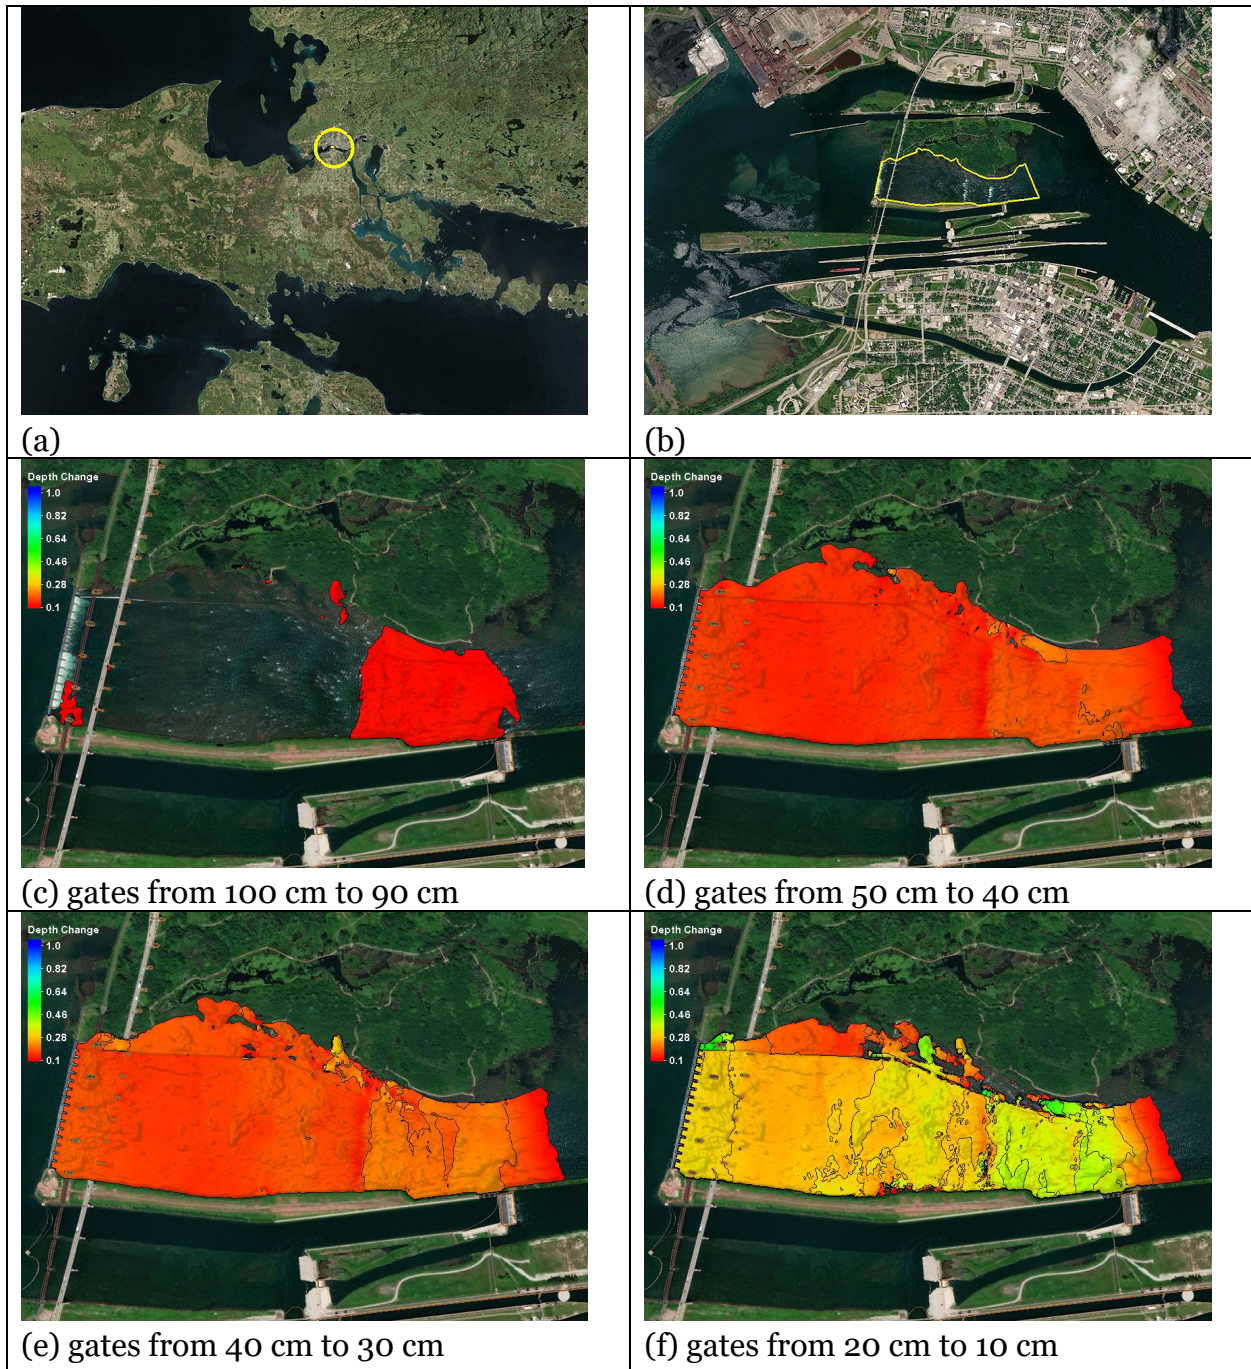 (a)
(b)
Depth Change
1.0
0.82
0.64
0.46
0.28
0.1
(c) gates from 100 cm to 90 cm
Depth Change
1.0
0.82
0.64
0.46
0.28
0.1
(d) gates from 50 cm to 40 cm
Depth Change
1.0
0.82
0.64
0.46
0.28
0.1
(e) gates from 40 cm to 30 cm
Depth Change
1.0
0.82
0.64
0.46
0.28
0.1
(f) gates from 20 cm to 10 cm